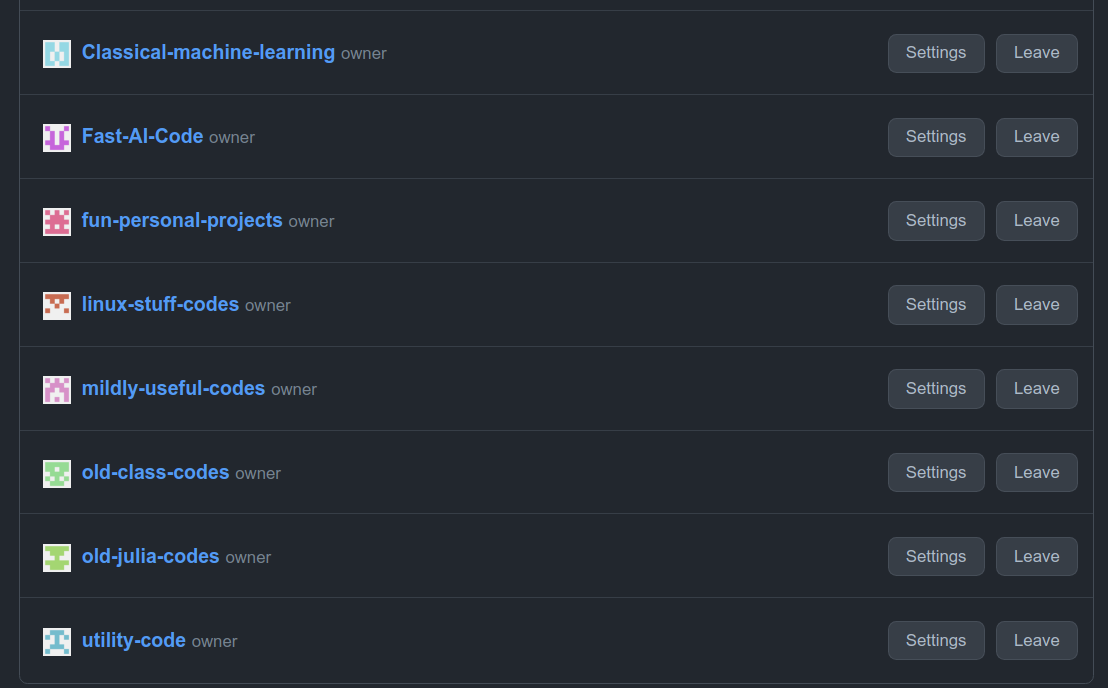 Classical-machine-learning owner Settings Leave
Fast-AI-Code owner Settings Leave
fun-personal-projects owner Settings Leave
linux-stuff-codes owner Settings Leave
mildly-useful-codes owner Settings Leave
old-class-codes owner Settings Leave
old-julia-codes owner Settings Leave
utility-code owner Settings Leave